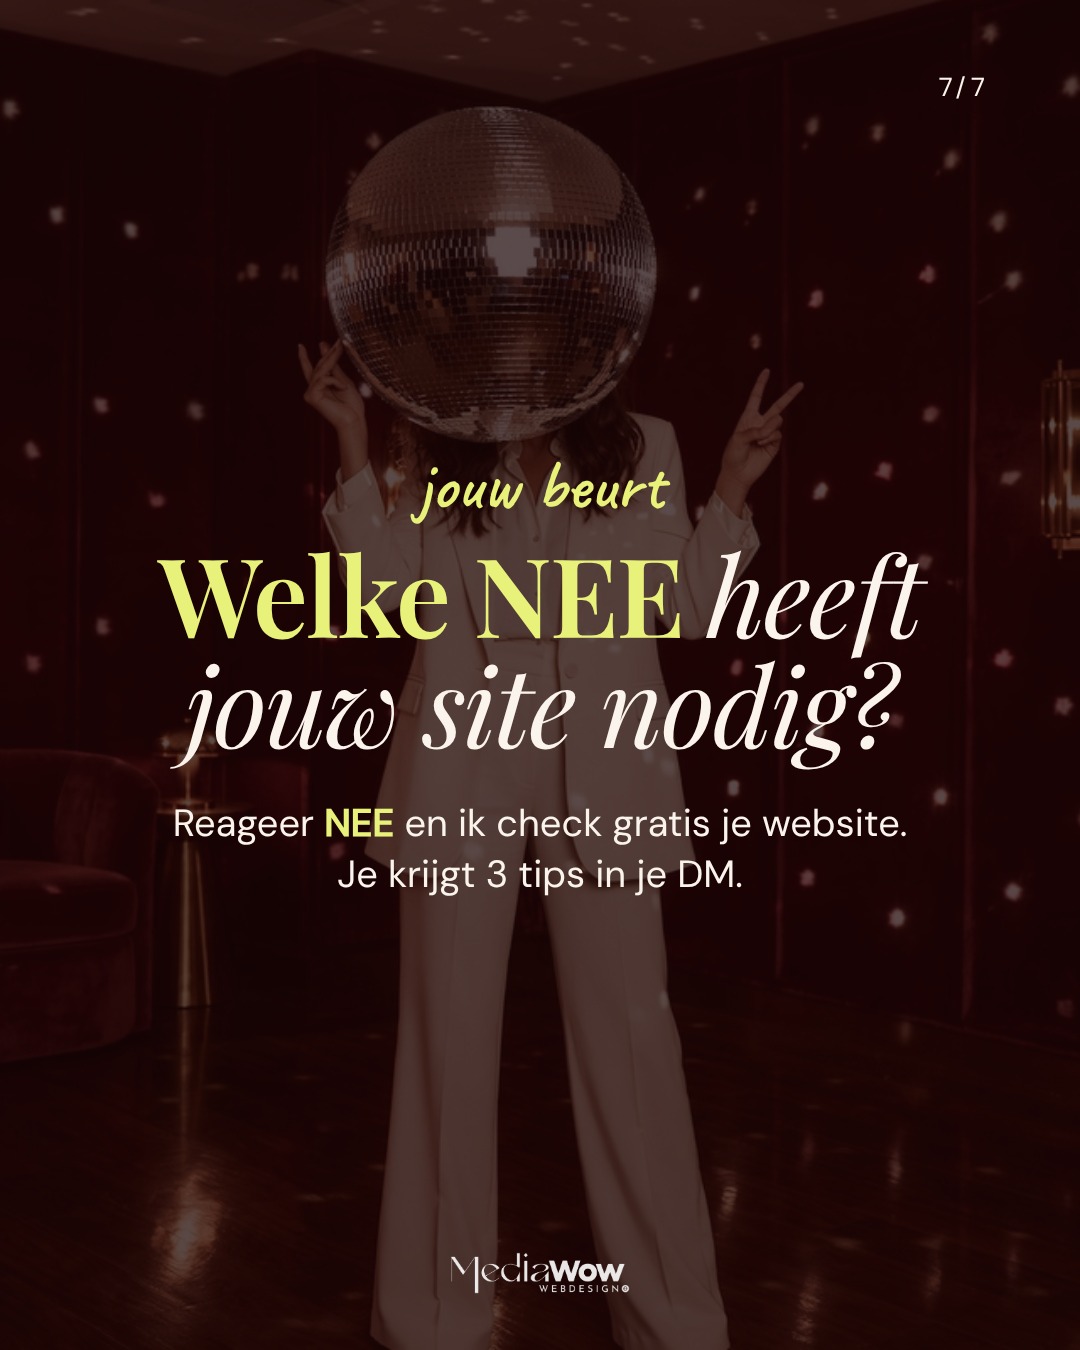 7/7
jouw beurt
Welke NEE heeft
jouw site nodig?
Reageer NEE en ik check gratis je website.
Je krijgt 3 tips in je DM.
MediaWow
WEBDESIGN